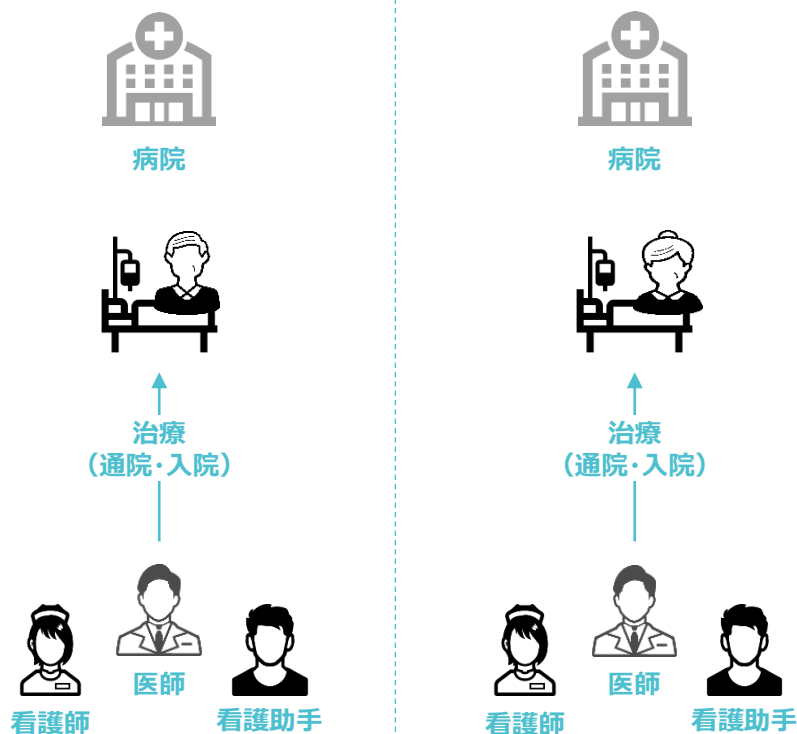 病院
治療
（通院・入院）
医師
看護師
看護助手
病院
治療
（通院・入院）
医師
看護師
看護助手